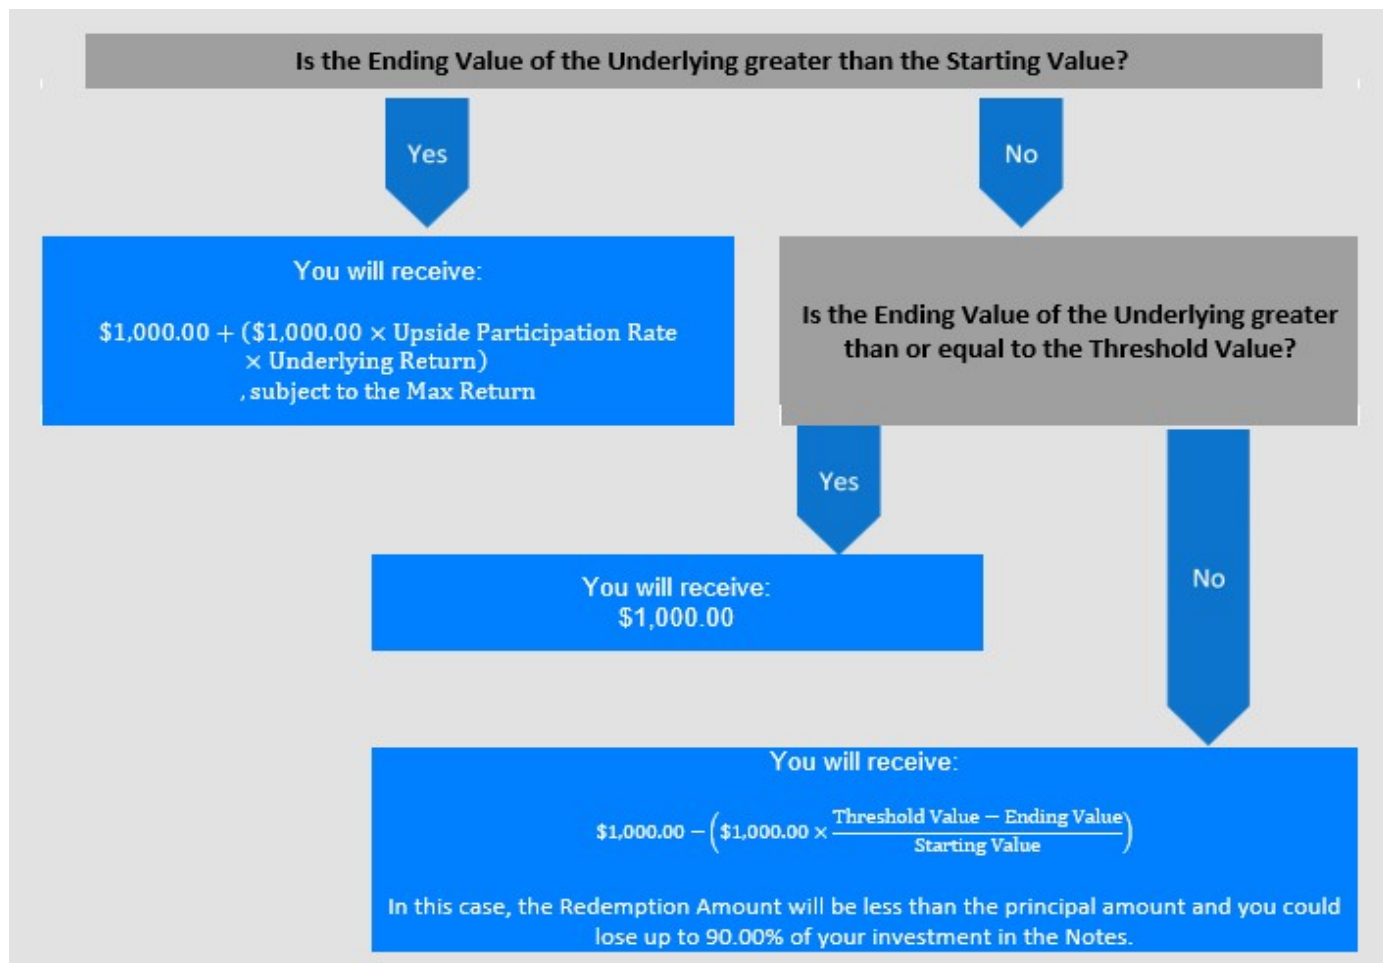 Is the Ending Value of the Underlying greater than the Starting Value?
Yes
No
You will receive:
$1,000.00 + ($1,000.00 × Upside Participation Rate
× Underlying Return)
, subject to the Max Return
Is the Ending Value of the Underlying greater
than or equal to the Threshold Value?
Yes
No
You will receive:
$1,000.00
You will receive:
$1,000.00 − ($1,000.00 × (Threshold Value − Ending Value)/(Starting Value))
In this case, the Redemption Amount will be less than the principal amount and you could
lose up to 90.00% of your investment in the Notes.